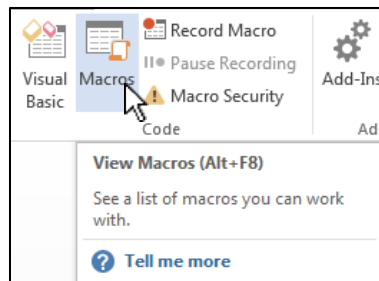 Visual
Basic
Macros
Record Macro
Pause Recording
Macro Security
Add-Ins
Code
Ad
View Macros (Alt+F8)
See a list of macros you can work
with.
Tell me more